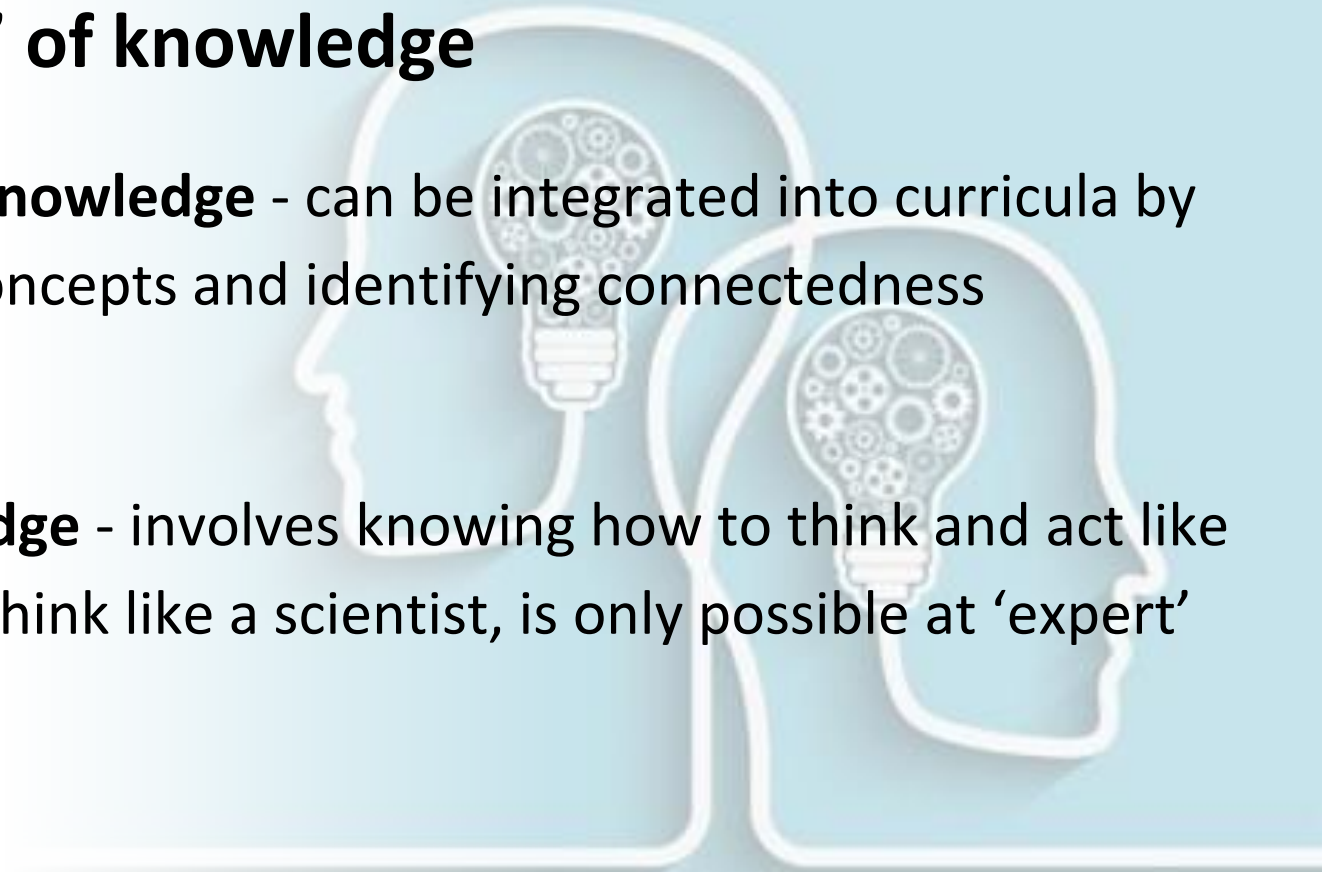 ’ of knowledge
nowledge - can be integrated into curricula by
oncepts and identifying connectedness
dge - involves knowing how to think and act like
hink like a scientist, is only possible at ‘expert’